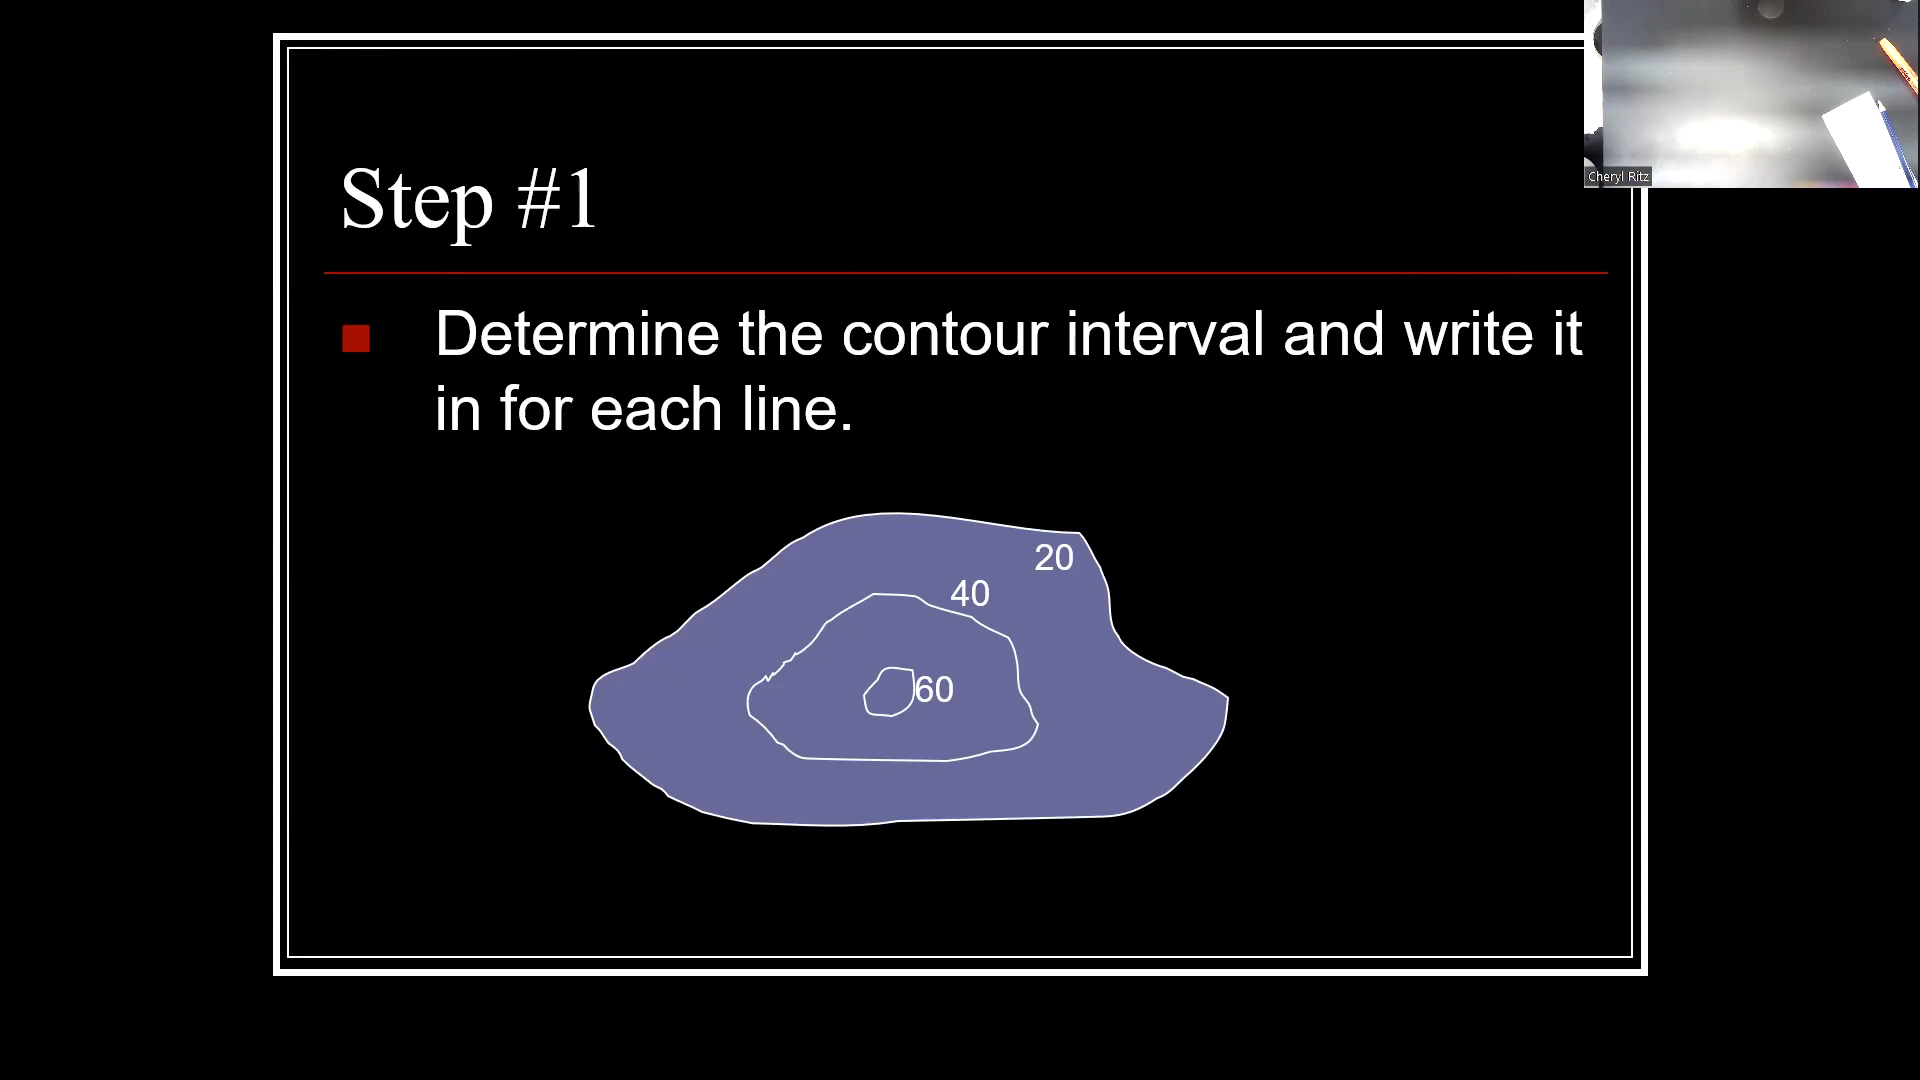 Cheryl Ritz
Step #1
Determine the contour interval and write it
in for each line.
20
40
60